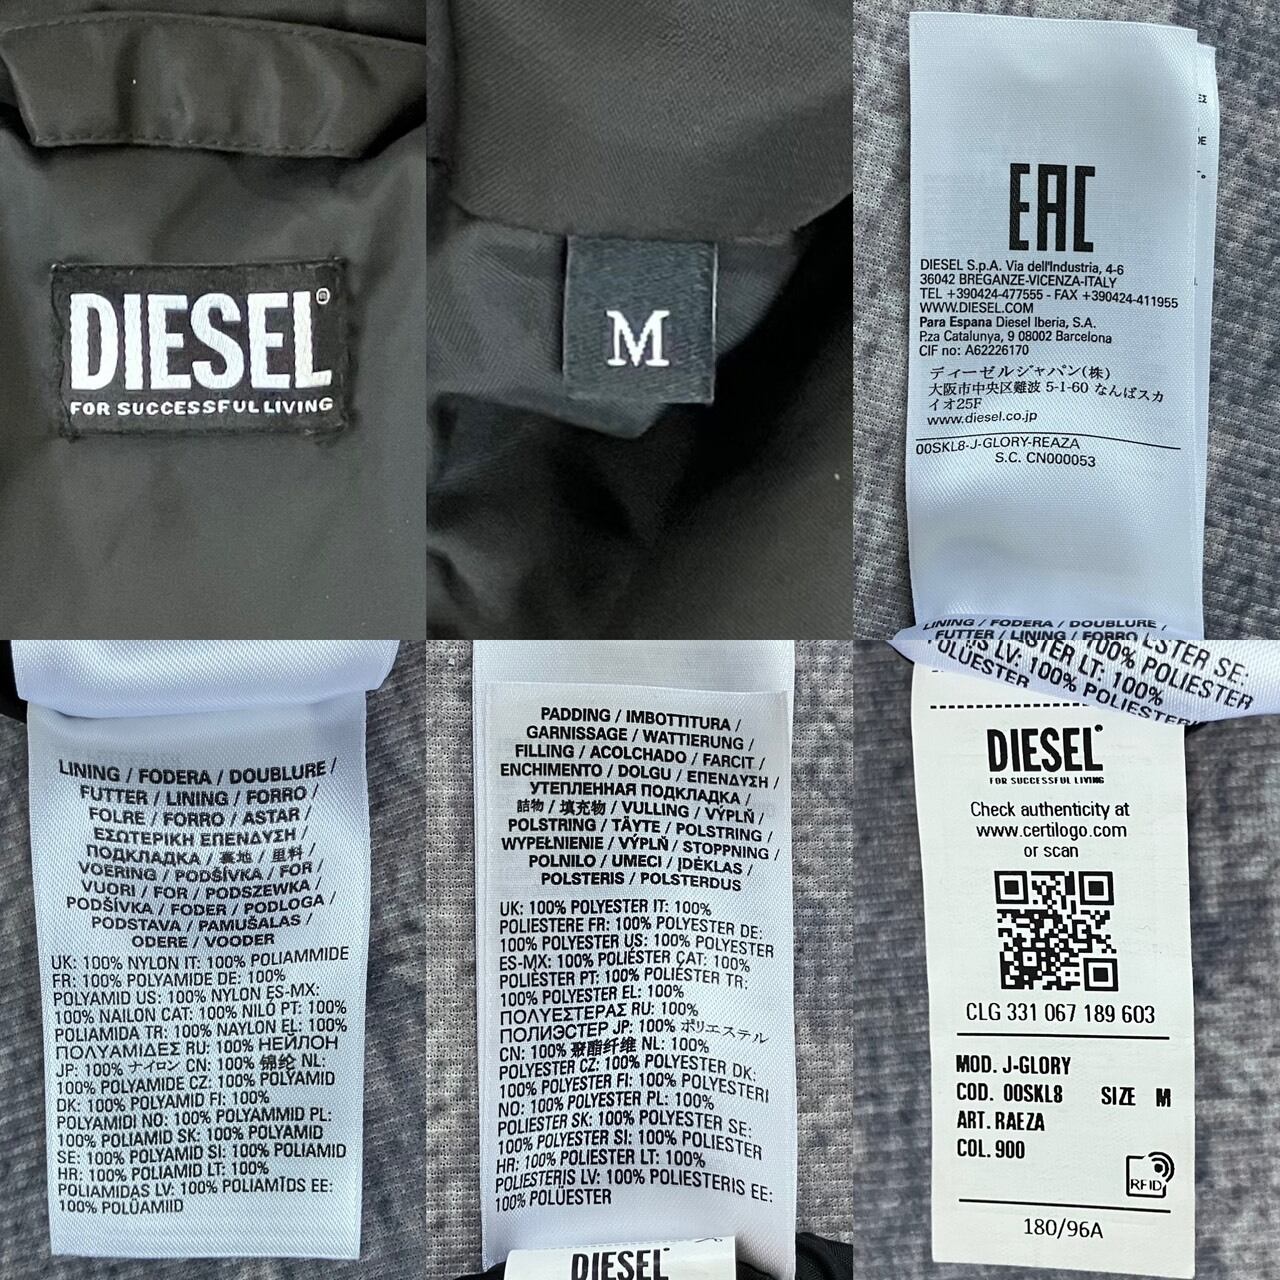 DIESEL®
FOR SUCCESSFUL LIVING
M
EAC
DIESEL S.p.A. Via dell'Industria, 4-6
36042 BREGANZE-VICENZA-ITALY
TEL +390424-477555 - FAX +390424-411955
WWW.DIESEL.COM
Para Espana Diesel Iberia, S.A.
P.za Catalunya, 9 08002 Barcelona
CIF no: A62226170
ディーゼルジャパン(株)
大阪市中央区難波 5-1-60 なんばスカ
イオ25F
www.diesel.co.jp
00SKL8-J-GLORY-REAZA
S.C. CN000053
LINING / FODERA / DOUBLURE /
FUTTER / LINING / FORRO
LINING / FODERA / DOUBLURE /
FUTTER / LINING / FORRO /
FOLRE / FORRO / ASTAR /
ΕΣΩΤΕΡΙΚΗ ΕΠΕΝΔΥΣΗ /
ПОДКЛАДКА / 裏地 / 里料 /
VOERING / PODŠÍVKA / FOR /
VUORI / FOR / PODSZEWKA /
PODŠÍVKA / FODER / PODLOGA /
PODSTAVA / PAMUŠALAS /
ODERE / VOODER
UK: 100% NYLON IT: 100% POLIAMMIDE
FR: 100% POLYAMIDE DE: 100%
POLYAMID US: 100% NYLON ES-MX:
100% NAILON CAT: 100% NILÓ PT: 100%
POLIAMIDA TR: 100% NAYLON EL: 100%
ΠΟΛΥΑΜΙΔΕΣ RU: 100% НЕЙЛОН
JP: 100% ナイロン CN: 100% 锦纶 NL:
100% POLYAMIDE CZ: 100% POLYAMID
DK: 100% POLYAMID FI: 100%
POLYAMIDI NO: 100% POLYAMMID PL:
100% POLIAMID SK: 100% POLYAMID
SE: 100% POLYAMID SI: 100% POLIAMID
HR: 100% POLIAMID LT: 100%
POLIAMIDAS LV: 100% POLIAMĪDS EE:
100% POLÜAMIID
PADDING / IMBOTTITURA /
GARNISSAGE / WATTIERUNG /
FILLING / ACOLCHADO / FARCIT /
ENCHIMENTO / DOLGU / ΕΠΕΝΔΥΣΗ /
УТЕПЛЕННАЯ ПОДКЛАДКА /
詰物 / 填充物 / VULLING / VÝPLŇ /
POLSTRING / TÄYTE / POLSTRING /
WYPEŁNIENIE / VÝPLŇ / STOPPNING /
POLNILO / UMECI / ĮDĖKLAS /
POLSTERIS / POLSTERDUS
UK: 100% POLYESTER IT: 100%
POLIESTERE FR: 100% POLYESTER DE:
100% POLYESTER US: 100% POLYESTER
ES-MX: 100% POLIÉSTER CAT: 100%
POLIÈSTER PT: 100% POLIÉSTER TR:
100% POLYESTER EL: 100%
ΠΟΛΥΕΣΤΕΡΑΣ RU: 100%
ПОЛИЭСТЕР JP: 100% ポリエステル
CN: 100% 聚酯纤维 NL: 100%
POLYESTER CZ: 100% POLYESTER DK:
100% POLYESTER FI: 100% POLYESTERI
NO: 100% POLYESTER PL: 100%
POLIESTER SK: 100% POLYESTER SE:
100% POLYESTER SI: 100% POLIESTER
HR: 100% POLIESTER LT: 100%
POLIESTERIS LV: 100% POLIESTERIS EE:
100% POLÜESTER
DIESEL
LESTER SE:
100% POLIESTER
LV: 100% POLIESTERI
POLÜESTER
DIESEL®
FOR SUCCESSFUL LIVING
Check authenticity at
www.certilogo.com
or scan
CLG 331 067 189 603
MOD. J-GLORY
COD. 00SKL8 SIZE M
ART. RAEZA
COL. 900
RFID
180/96A